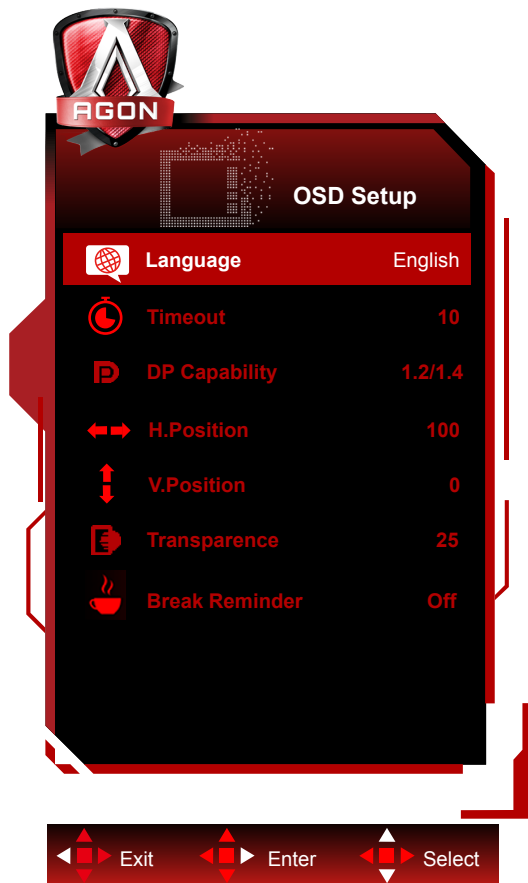 AGON
OSD Setup
Language English
Timeout 10
DP Capability 1.2/1.4
H.Position 100
V.Position 0
Transparence 25
Break Reminder Off
Exit Enter Select